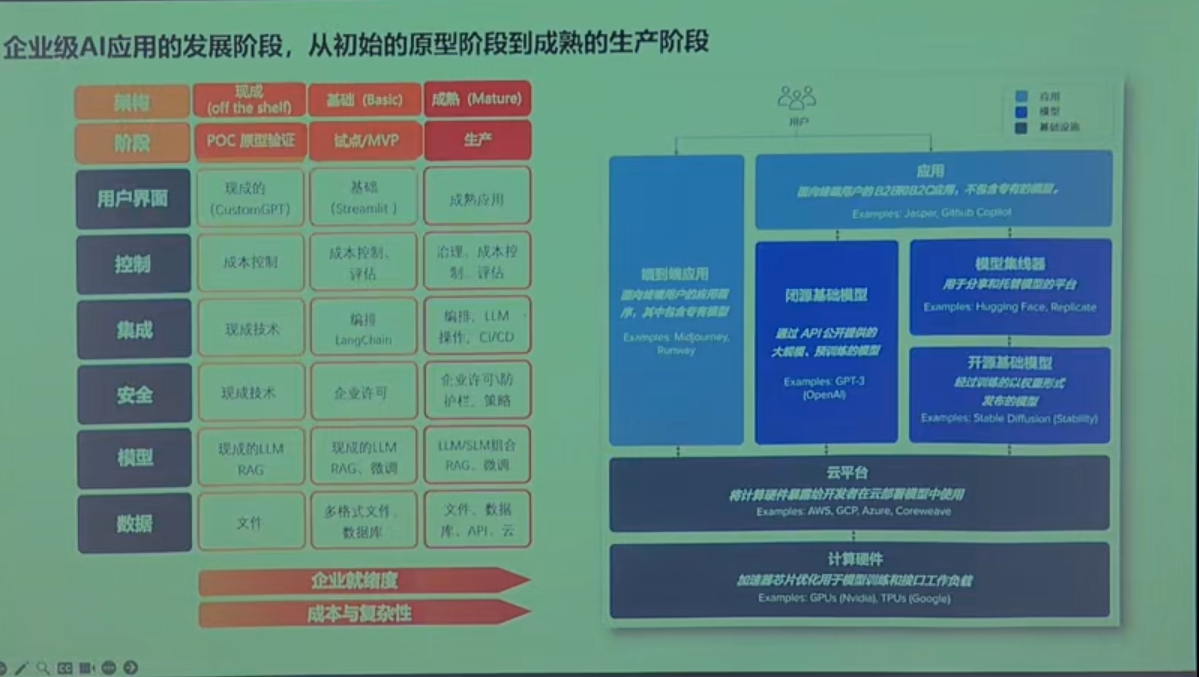 企业级AI应用的发展阶段，从初始的原型阶段到成熟的生产阶段
架构
现成
(off the shelf)
基础 (Basic)
成熟 (Mature)
阶段
POC 原型验证
试点/MVP
生产
用户界面
现成的
(CustomGPT)
基础
(Streamlit )
成熟应用
控制
成本控制
成本控制、
评估
治理、成本控
制、评估
集成
现成技术
编排
LangChain
编排、LLM
操作、CI/CD
安全
现成技术
企业许可
企业许可\防
护栏、策略
模型
现成的LLM
RAG
现成的LLM
RAG、微调
LLM/SLM组合
RAG、微调
数据
文件
多格式文件、
数据库
文件、数据
库、API、云
企业就绪度
成本与复杂性
用户
应用
模型
基础设施
端到端应用
面向终端用户的应用程
序，其中包含专有模型
Examples: Midjourney,
Runway
应用
面向终端用户的 B2B和B2C应用，不包含专有的模型。
Examples: Jasper, Github Copilot
闭源基础模型
通过 API 公开提供的
大规模、预训练的模型
Examples: GPT-3
(OpenAI)
模型集线器
用于分享和托管模型的平台
Examples: Hugging Face, Replicate
开源基础模型
经过训练的以权重形式
发布的模型
Examples: Stable Diffusion (Stability)
云平台
将计算硬件暴露给开发者在云部署模型中使用
Examples: AWS, GCP, Azure, Coreweave
计算硬件
加速器芯片优化用于模型训练和接口工作负载
Examples: GPUs (Nvidia), TPUs (Google)